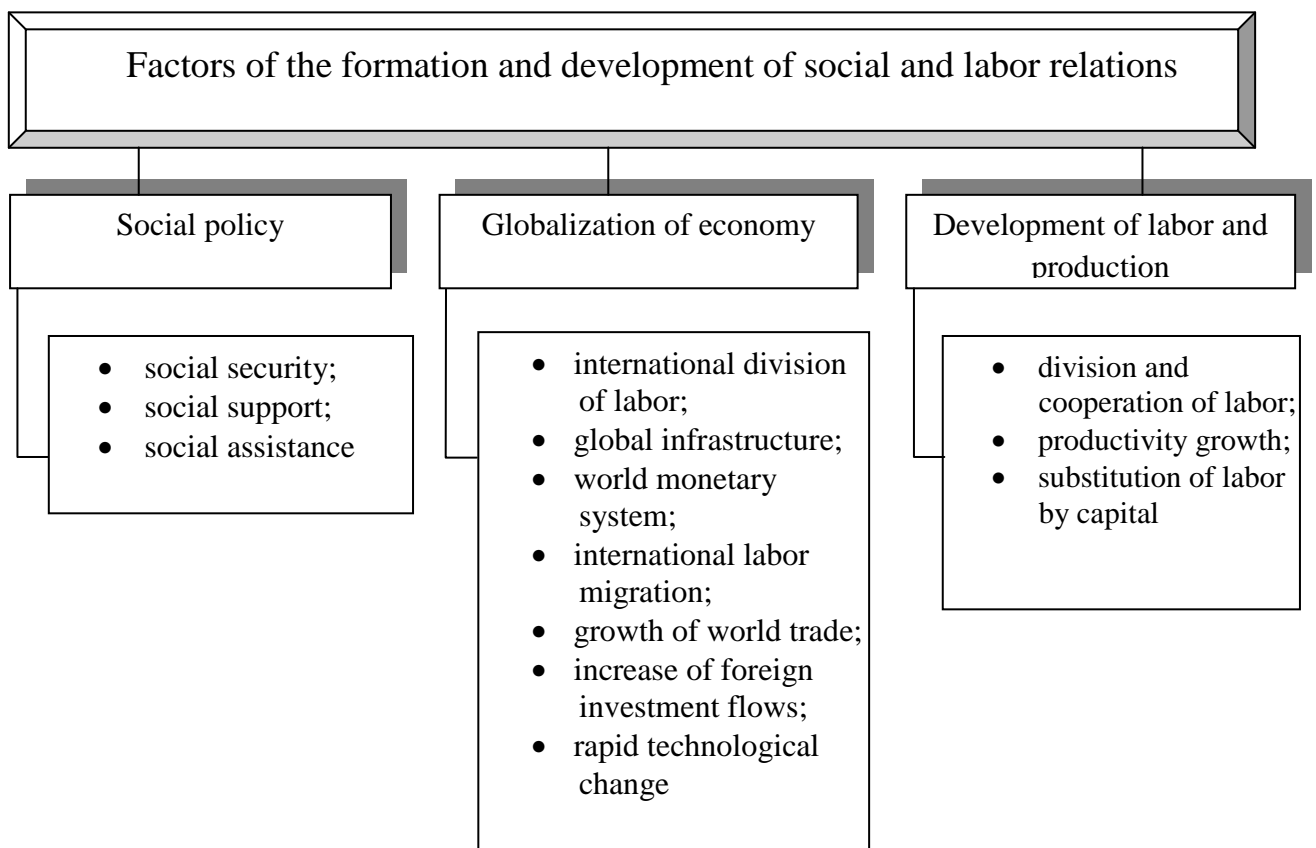 Factors of the formation and development of social and labor relations
Social policy
• social security;
• social support;
• social assistance
Globalization of economy
• international division
of labor;
• global infrastructure;
• world monetary
system;
• international labor
migration;
• growth of world trade;
• increase of foreign
investment flows;
• rapid technological
change
Development of labor and
production
• division and
cooperation of labor;
• productivity growth;
• substitution of labor
by capital